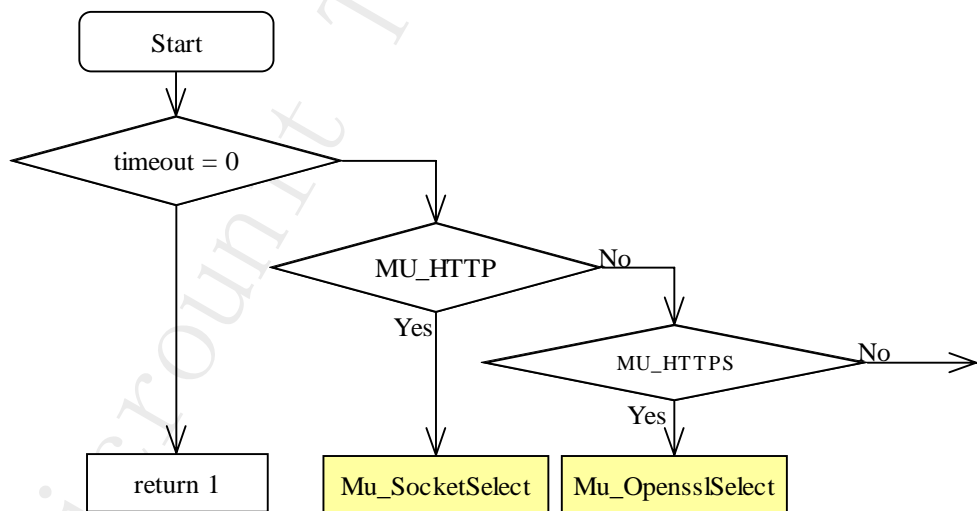 Start
timeout = 0
MU_HTTP
No
Yes
MU_HTTPS
No
Yes
return 1
Mu_SocketSelect
Mu_OpensslSelect